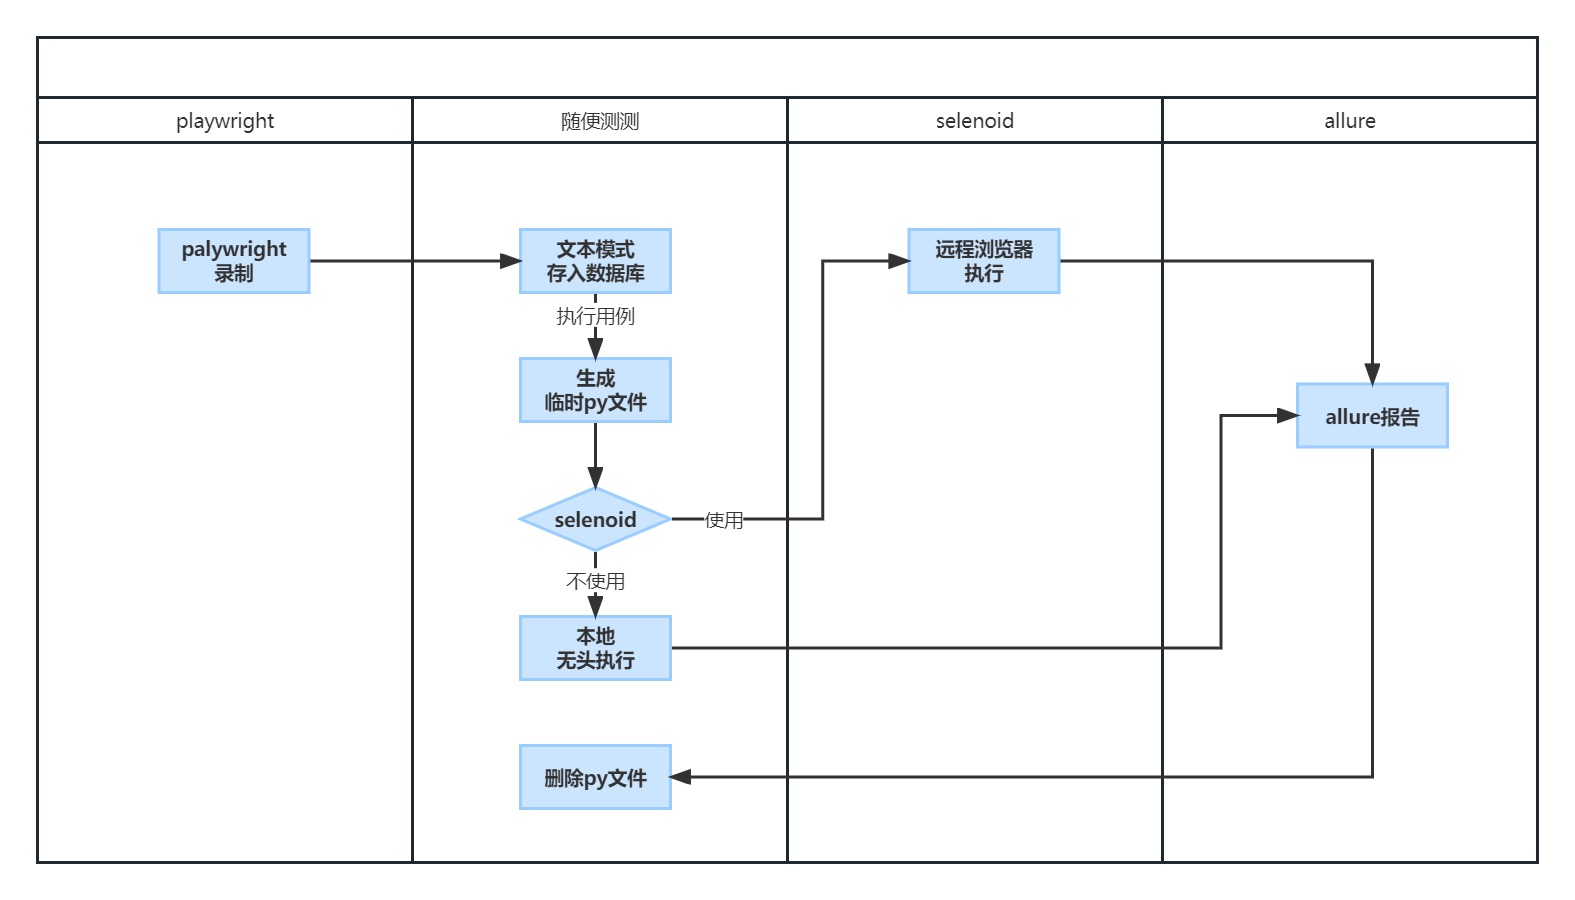 playwright
随便测测
selenoid
allure
palywright
录制
文本模式
存入数据库
远程浏览器
执行
执行用例
生成
临时py文件
allure报告
selenoid
使用
不使用
本地
无头执行
删除py文件